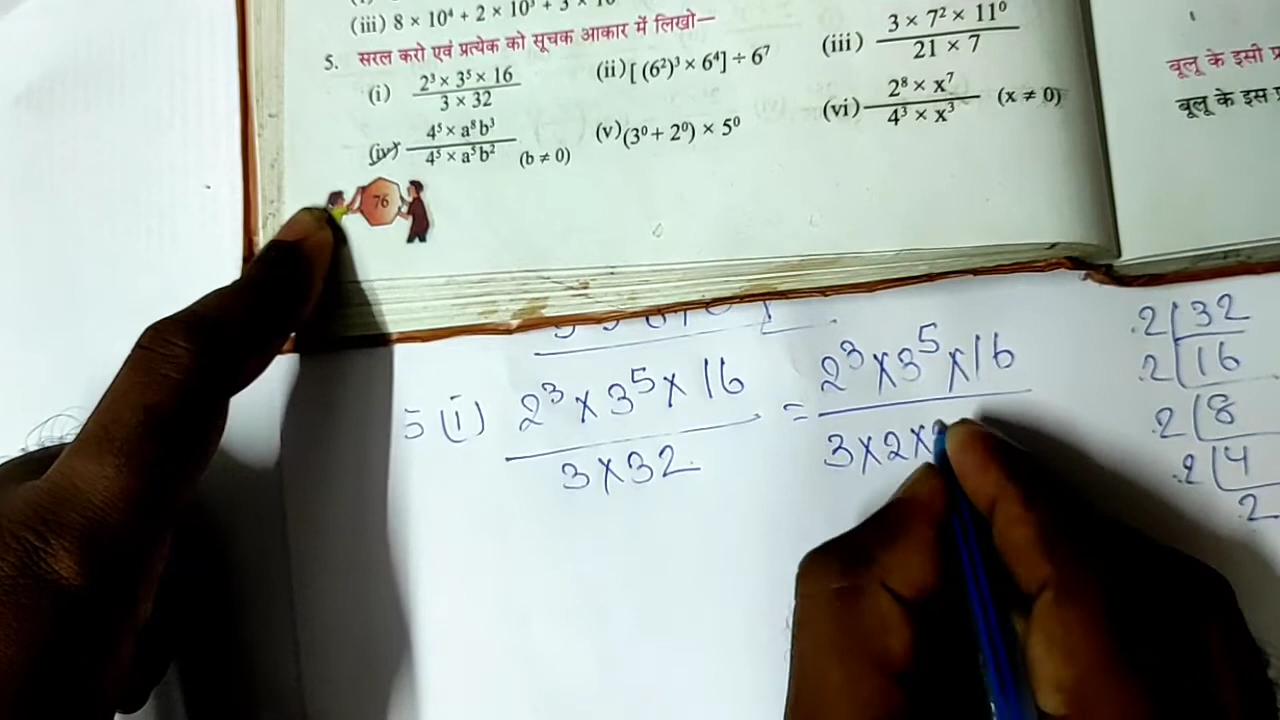 (iii) 8 × 10⁴ + 2 × 10³ + 3 ×
5. सरल करो एवं प्रत्येक को सूचक आकार में लिखो—
(i) 2³ × 3⁵ × 16 / 3 × 32 (ii) [ (6²)³ × 6⁴] ÷ 6⁷ (iii) 3 × 7² × 11⁰ / 21 × 7
(iv) 4⁵ × a⁸b³ / 4⁵ × a⁵b² (b ≠ 0) (v) (3⁰ + 2⁰) × 5⁰ (vi) 2⁸ × x⁷ / 4³ × x³ (x ≠ 0)
76
बूलू के इसी
बूलू के इस
5 (i) 2³ × 3⁵ × 16 / 3 × 32 = 2³ × 3⁵ × 16 / 3 × 2 ×
2 32
2 16
2 8
2 4
2